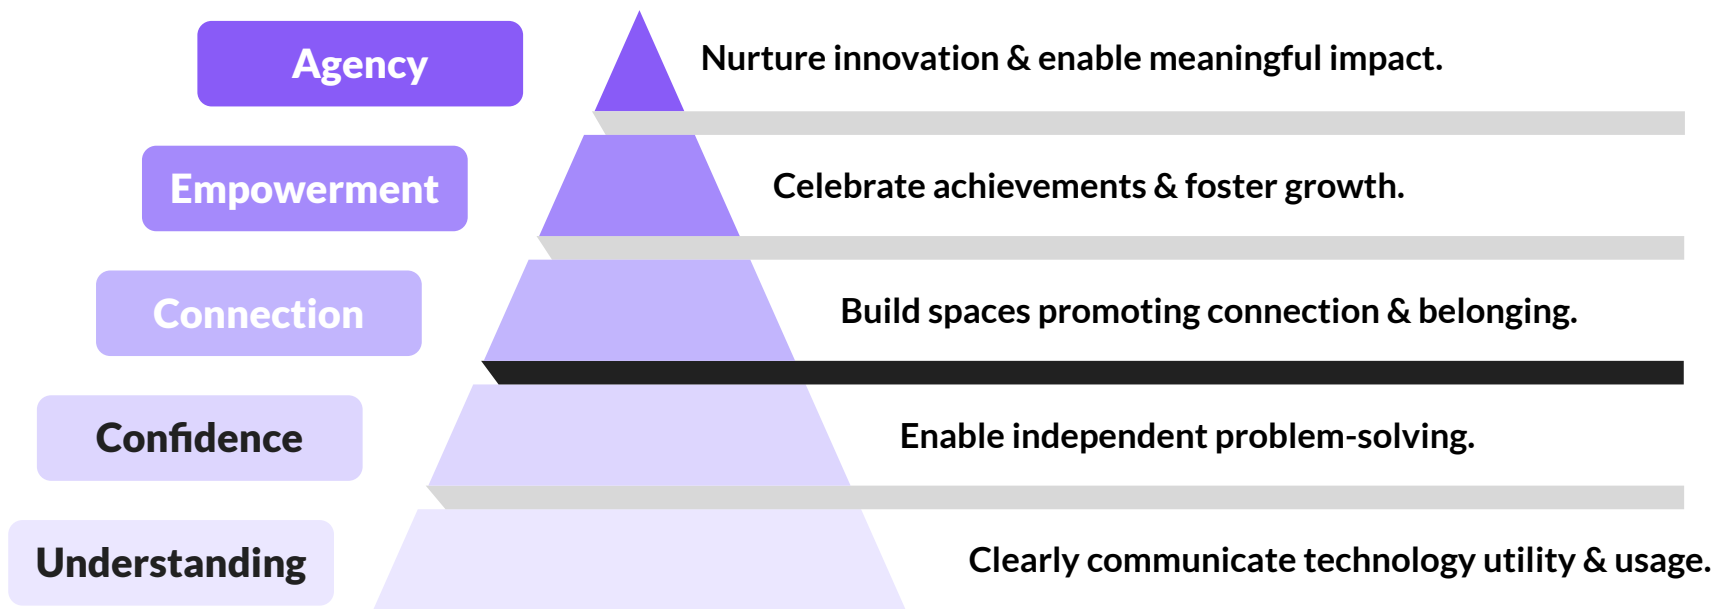 Agency
Nurture innovation & enable meaningful impact.
Empowerment
Celebrate achievements & foster growth.
Connection
Build spaces promoting connection & belonging.
Confidence
Enable independent problem-solving.
Understanding
Clearly communicate technology utility & usage.